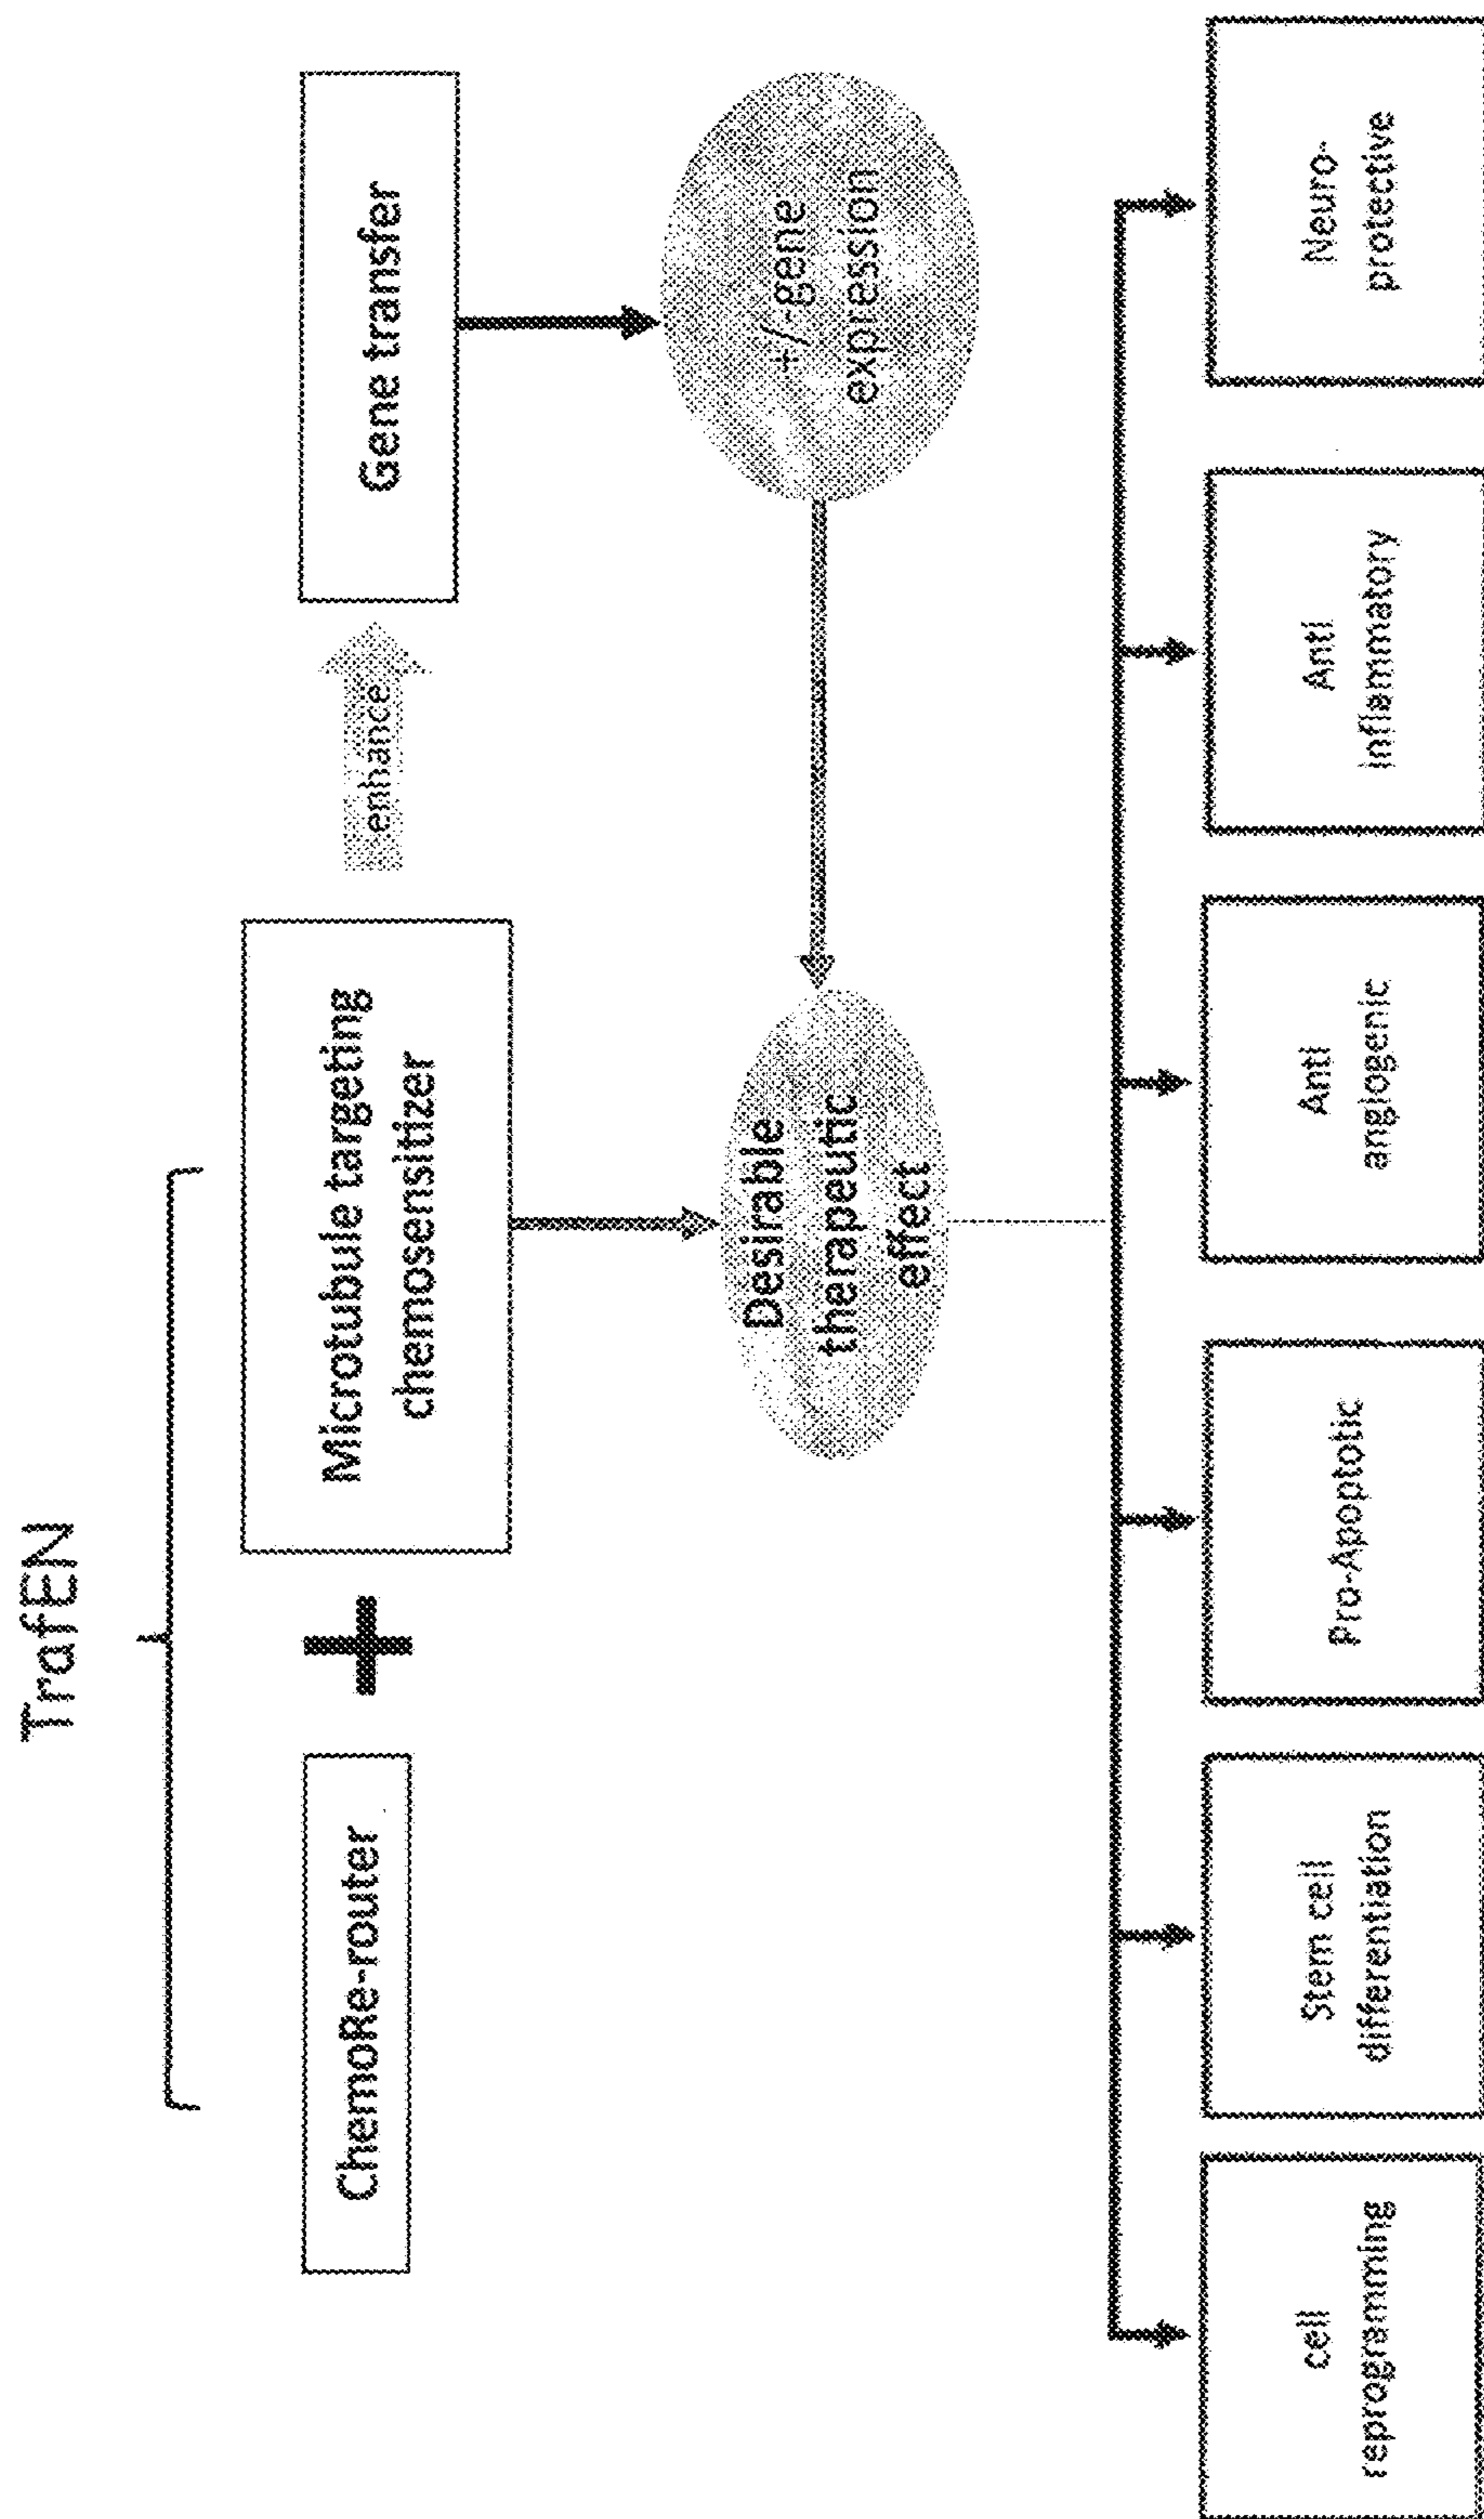 TrafEN
ChemoRe-router
+
Microtubule targeting
chemosensitizer
enhance
Gene transfer
Desirable
therapeutic
effect
+/-gene
expression
cell
reprogramming
Stem cell
differentiation
Pro-Apoptotic
Anti
angiogenic
Anti
inflammatory
Neuro-
protective